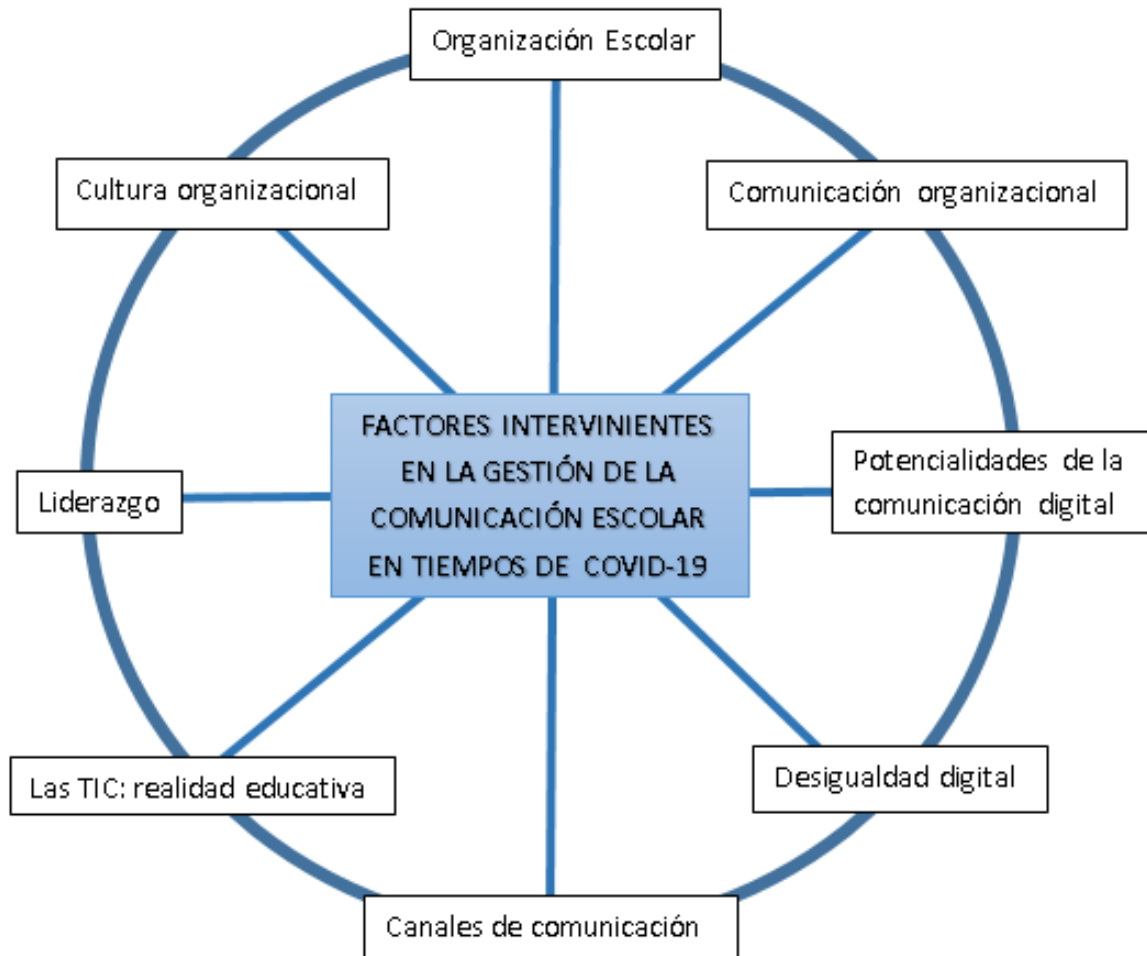 Organización Escolar
Cultura organizacional
Comunicación organizacional
FACTORES INTERVINIENTES
EN LA GESTIÓN DE LA
COMUNICACIÓN ESCOLAR
EN TIEMPOS DE COVID-19
Liderazgo
Potencialidades de la
comunicación digital
Las TIC: realidad educativa
Desigualdad digital
Canales de comunicación